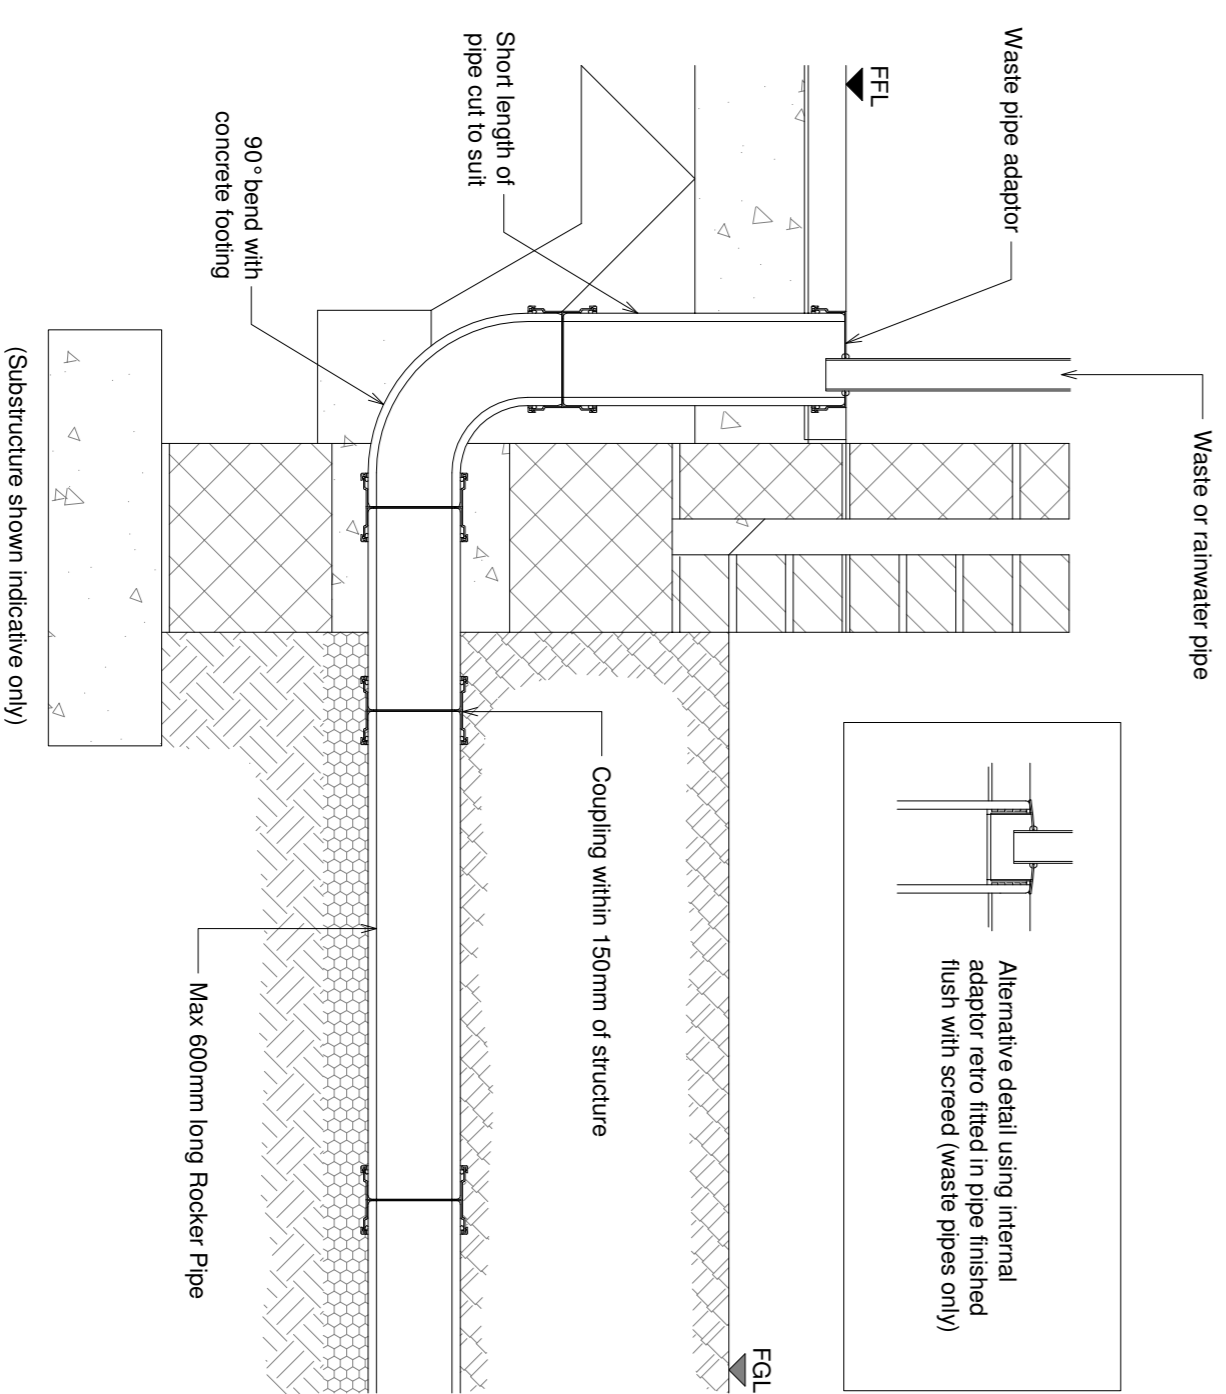 Waste or rainwater pipe
Waste pipe adaptor
FFL
Alternative detail using internal
adaptor retro fitted in pipe finished
flush with screed (waste pipes only)
FGL
Short length of
pipe cut to suit
Coupling within 150mm of structure
90° bend with
concrete footing
Max 600mm long Rocker Pipe
(Substructure shown indicative only)